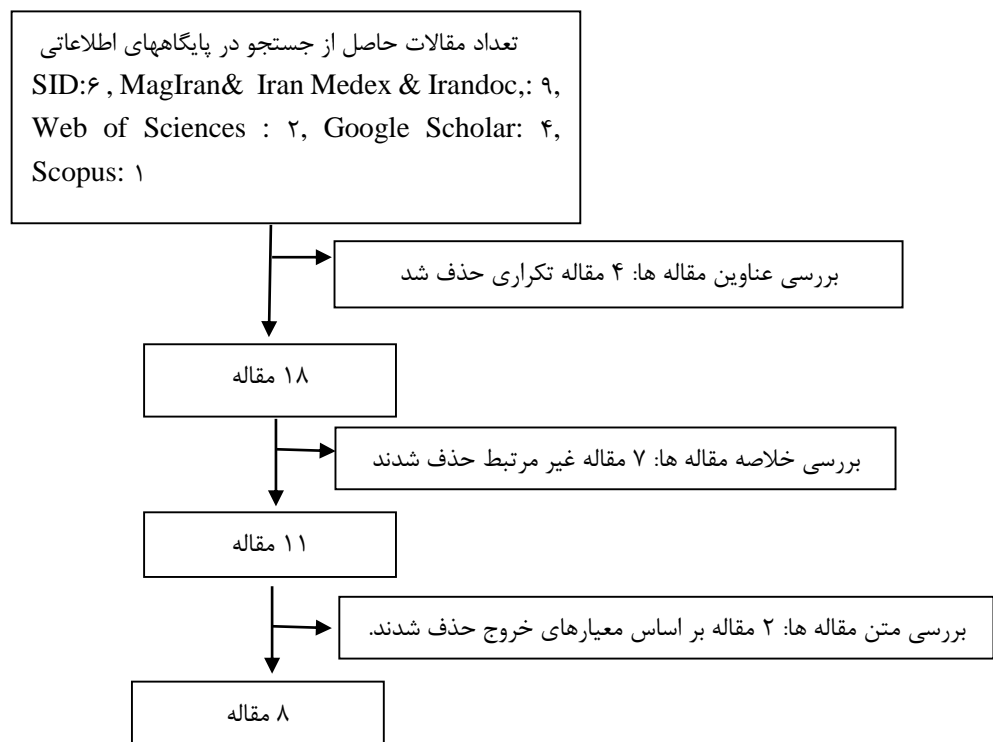 تعداد مقالات حاصل از جستجو در پایگاههای اطلاعاتی
SID:۶ , MagIran& Iran Medex & Irandoc,: ۹,
Web of Sciences : ۲, Google Scholar: ۴,
Scopus: ۱
بررسی عناوین مقاله ها: ۴ مقاله تکراری حذف شد
۱۸ مقاله
بررسی خلاصه مقاله ها: ۷ مقاله غیر مرتبط حذف شدند
۱۱ مقاله
بررسی متن مقاله ها: ۲ مقاله بر اساس معیارهای خروج حذف شدند.
۸ مقاله